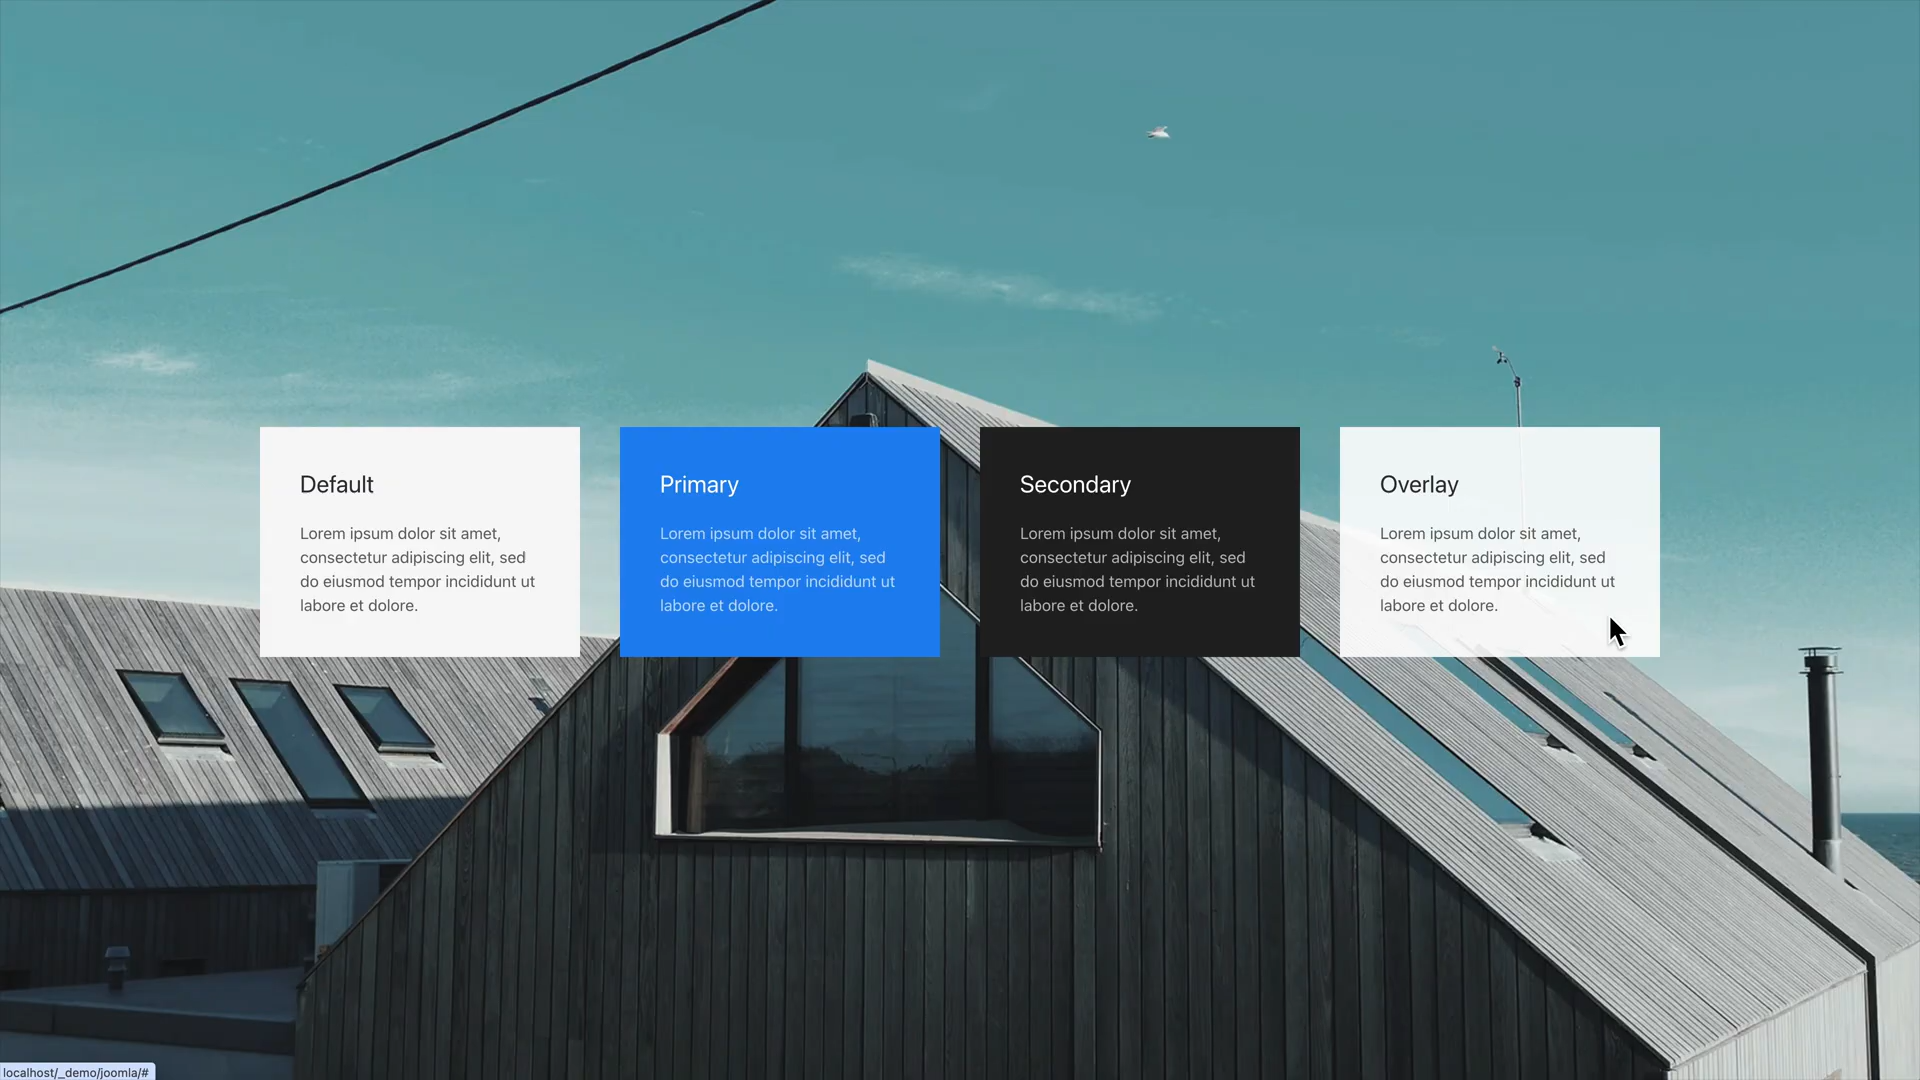 Default
Lorem ipsum dolor sit amet,
consectetur adipiscing elit, sed
do eiusmod tempor incididunt ut
labore et dolore.
Primary
Lorem ipsum dolor sit amet,
consectetur adipiscing elit, sed
do eiusmod tempor incididunt ut
labore et dolore.
Secondary
Lorem ipsum dolor sit amet,
consectetur adipiscing elit, sed
do eiusmod tempor incididunt ut
labore et dolore.
Overlay
Lorem ipsum dolor sit amet,
consectetur adipiscing elit, sed
do eiusmod tempor incididunt ut
labore et dolore.
localhost/_demo/joomla/#